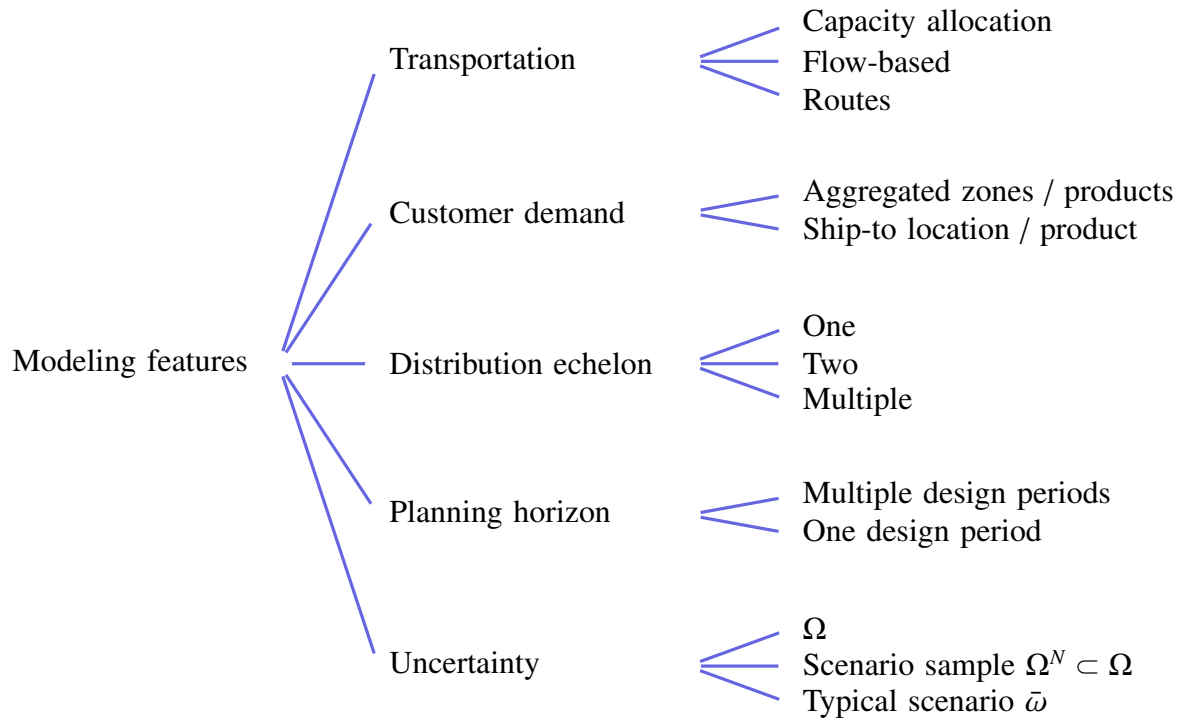 Modeling features
Transportation
Capacity allocation
Flow-based
Routes
Customer demand
Aggregated zones / products
Ship-to location / product
Distribution echelon
One
Two
Multiple
Planning horizon
Multiple design periods
One design period
Uncertainty
Ω
Scenario sample Ω^N ⊂ Ω
Typical scenario ω̄